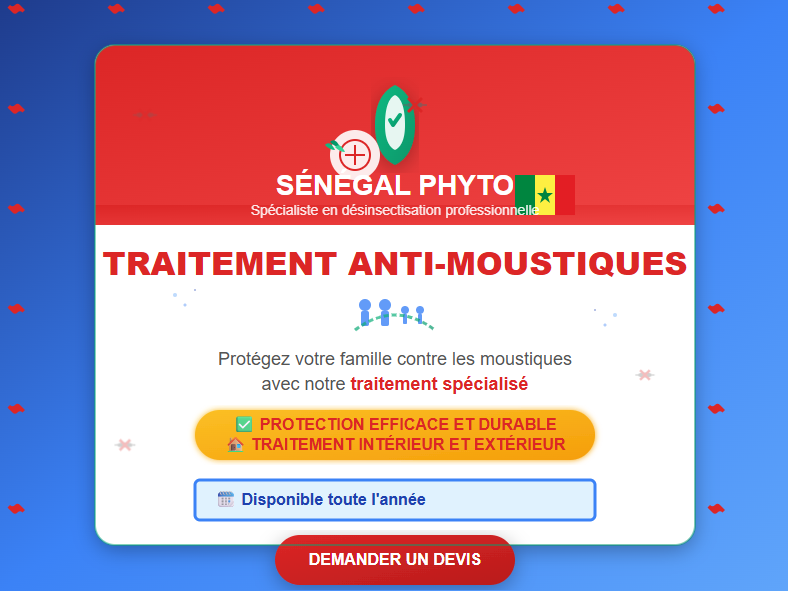 SÉNÉGAL PHYTO
Spécialiste en désinsectisation professionnelle
TRAITEMENT ANTI-MOUSTIQUES
Protégez votre famille contre les moustiques
avec notre traitement spécialisé
✅ PROTECTION EFFICACE ET DURABLE
🏠 TRAITEMENT INTÉRIEUR ET EXTÉRIEUR
🗓️ Disponible toute l'année
DEMANDER UN DEVIS